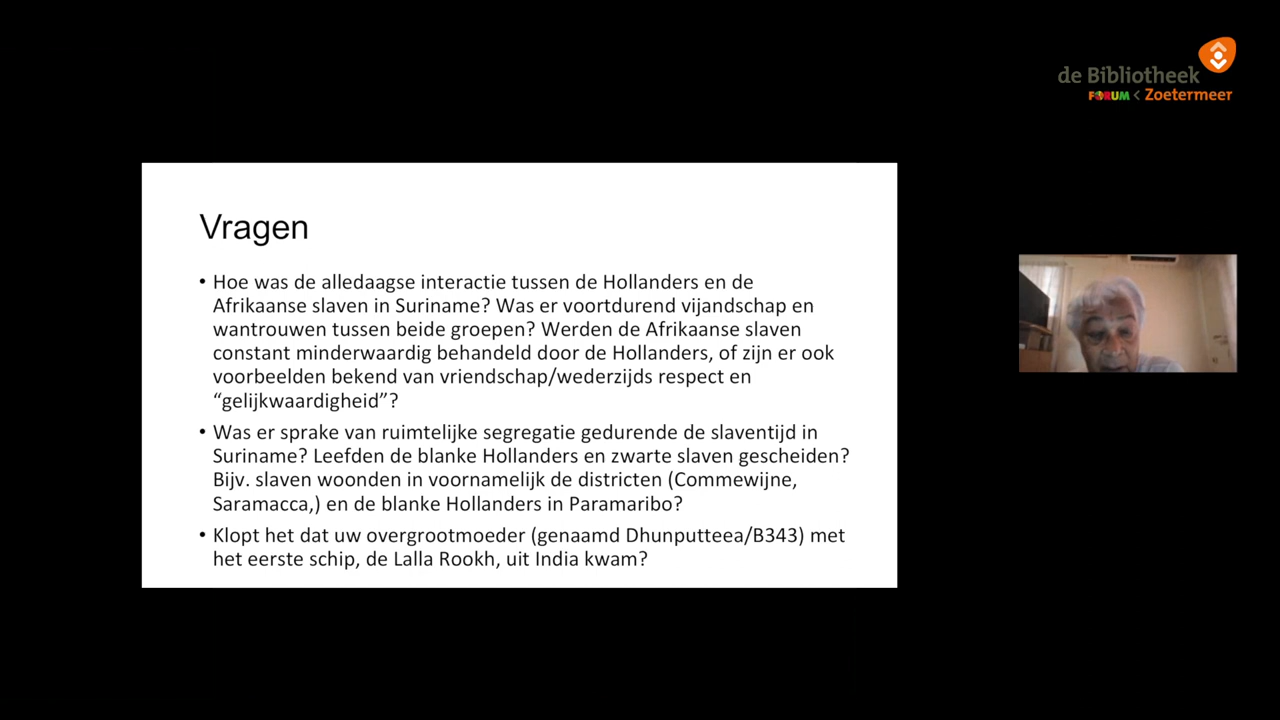 de Bibliotheek
FORUM < Zoetermeer
Vragen
• Hoe was de alledaagse interactie tussen de Hollanders en de
Afrikaanse slaven in Suriname? Was er voortdurend vijandschap en
wantrouwen tussen beide groepen? Werden de Afrikaanse slaven
constant minderwaardig behandeld door de Hollanders, of zijn er ook
voorbeelden bekend van vriendschap/wederzijds respect en
“gelijkwaardigheid”?
• Was er sprake van ruimtelijke segregatie gedurende de slaventijd in
Suriname? Leefden de blanke Hollanders en zwarte slaven gescheiden?
Bijv. slaven woonden in voornamelijk de districten (Commewijne,
Saramacca,) en de blanke Hollanders in Paramaribo?
• Klopt het dat uw overgrootmoeder (genaamd Dhunputteea/B343) met
het eerste schip, de Lalla Rookh, uit India kwam?